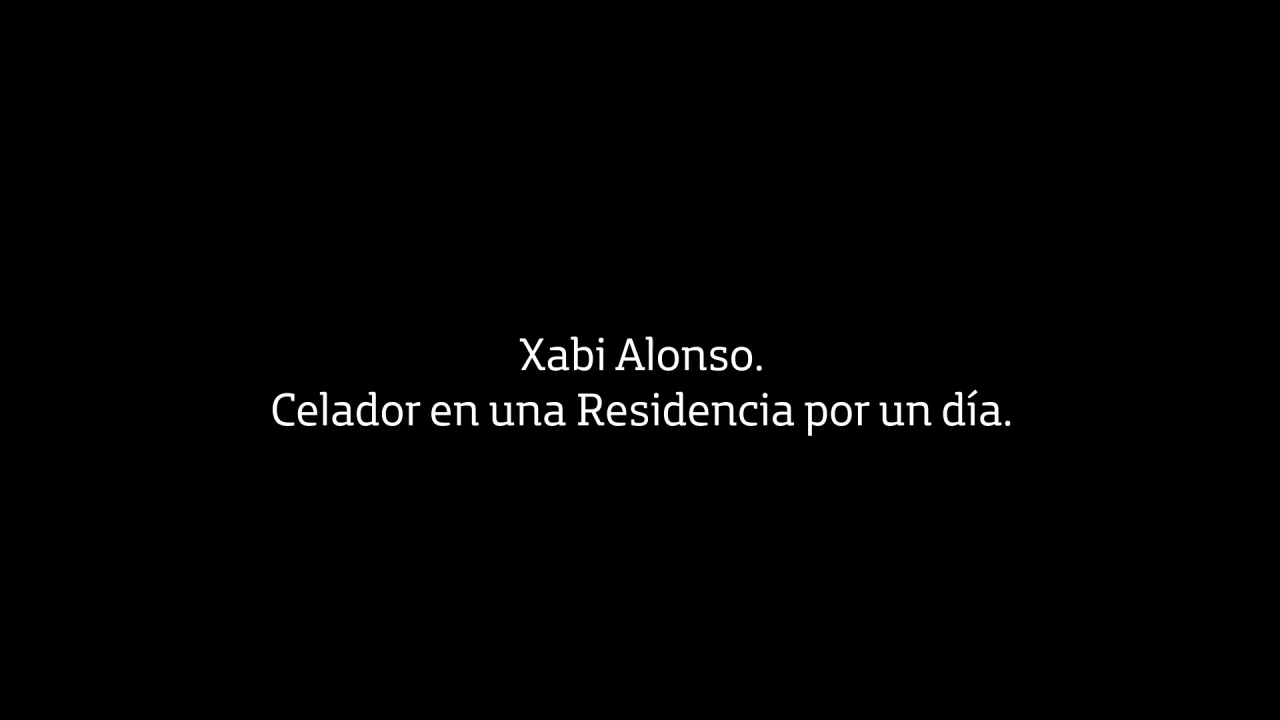 Xabi Alonso.
Celador en una Residencia por un día.